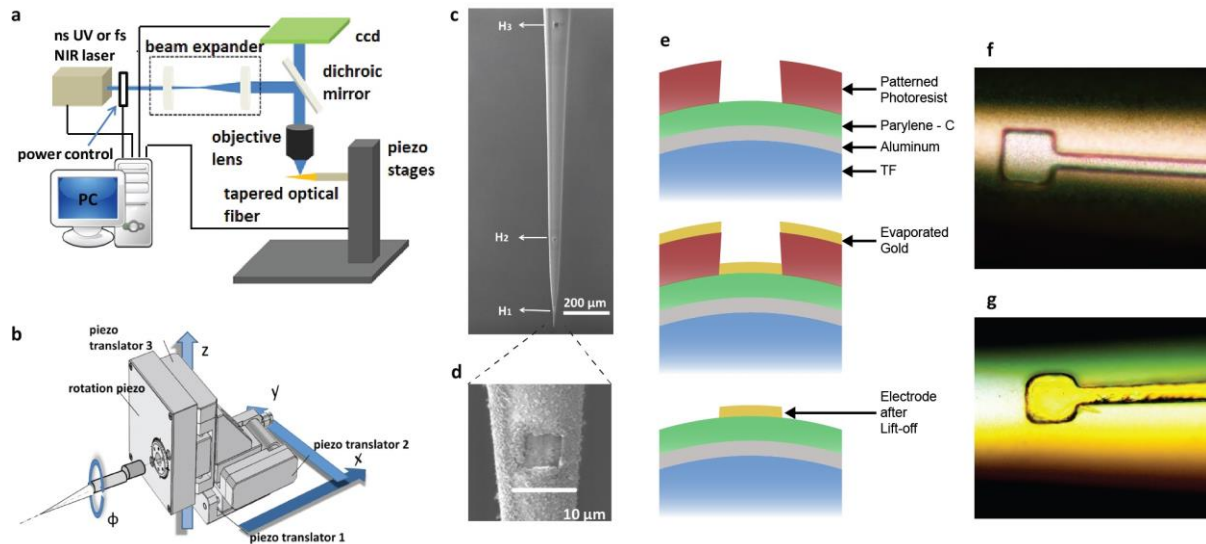 a
ns UV or fs
NIR laser
beam expander
ccd
dichroic
mirror
objective
lens
power control
piezo
stages
tapered optical
fiber
PC
b
piezo
translator 3
z
rotation piezo
y
piezo translator 2
x
ϕ
piezo translator 1
c
H3
H2
H1
200 µm
d
10 µm
e
Patterned
Photoresist
Parylene - C
Aluminum
TF
Evaporated
Gold
Electrode
after
Lift-off
f
g